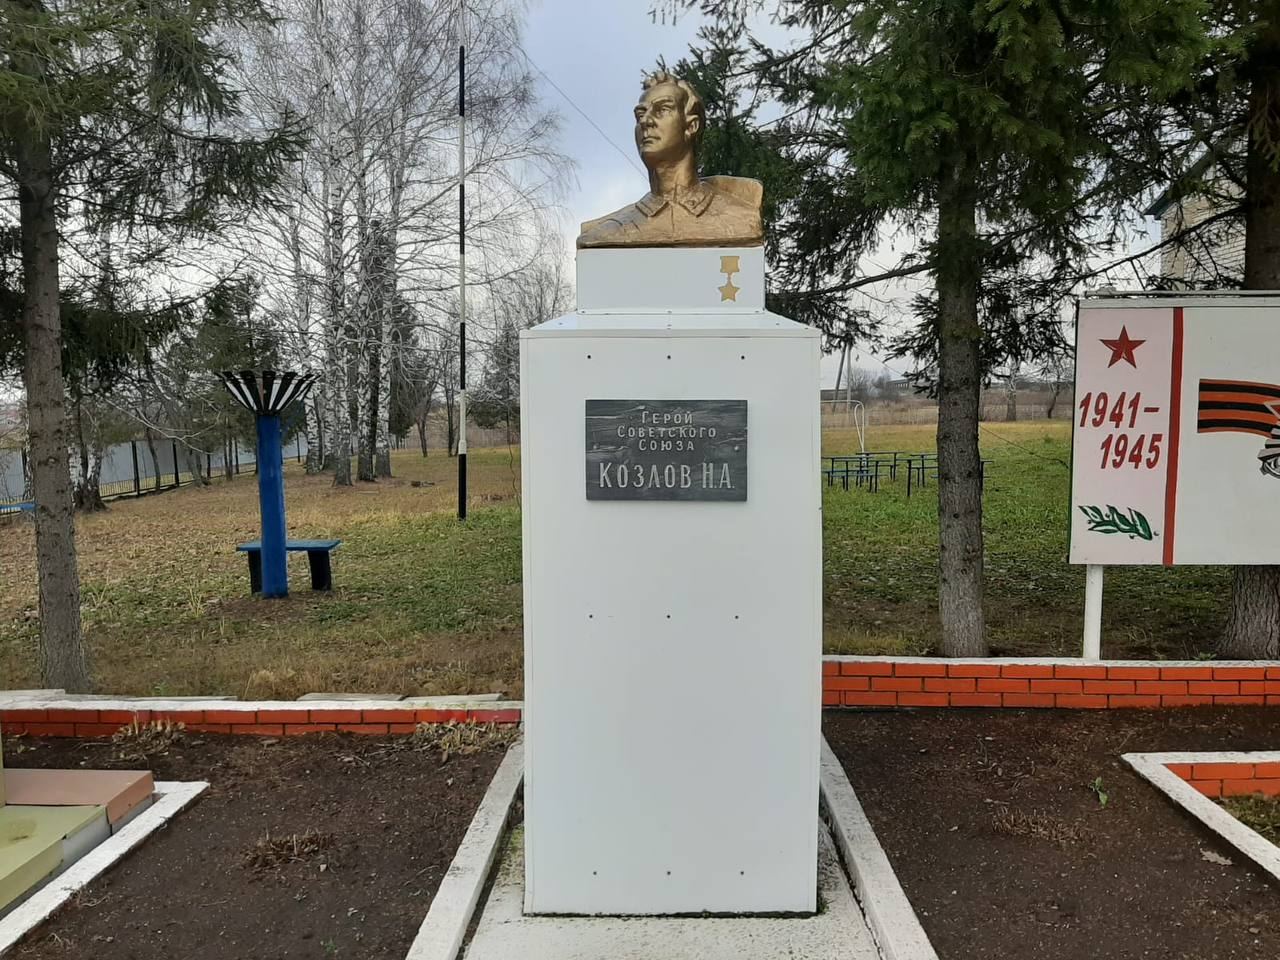 Герой
Советского
Союза
КОЗЛОВ Н.А.
1941-
1945